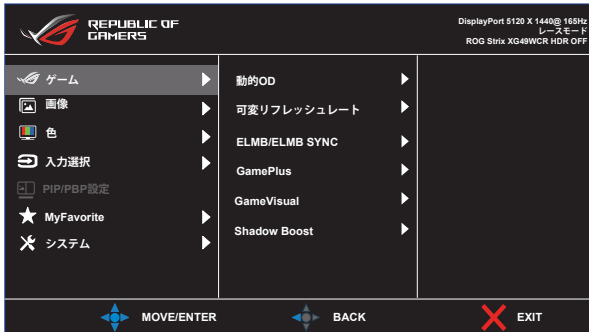 REPUBLIC OF
GAMERS
DisplayPort 5120 X 1440@ 165Hz
レースモード
ROG Strix XG49WCR HDR OFF
ゲーム
画像
色
入力選択
PIP/PBP設定
MyFavorite
システム
動的OD
可変リフレッシュレート
ELMB/ELMB SYNC
GamePlus
GameVisual
Shadow Boost
MOVE/ENTER
BACK
EXIT